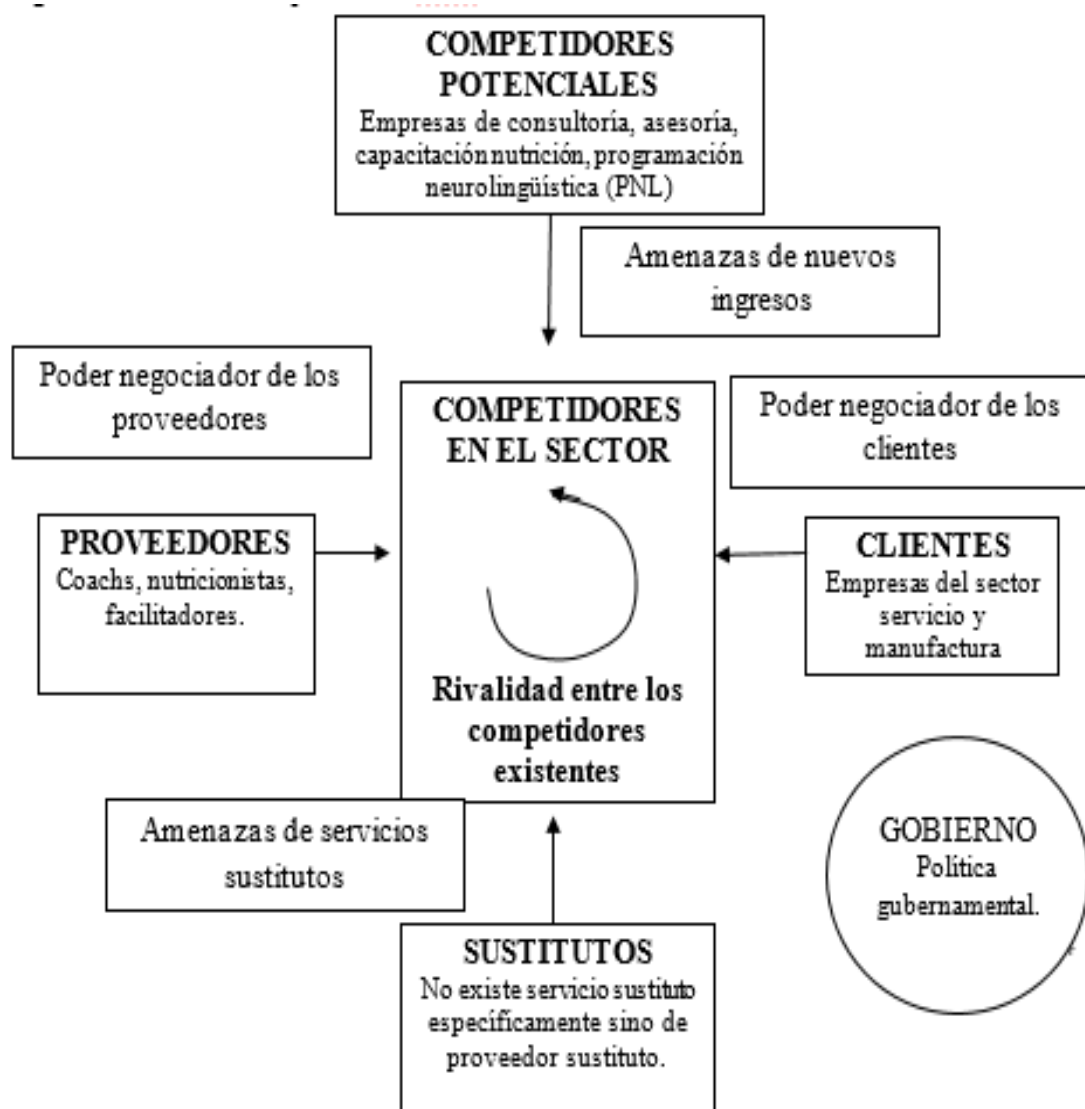 COMPETIDORES
POTENCIALES
Empresas de consultoría, asesoría,
capacitación nutrición, programación
neurolingüística (PNL)
Amenazas de nuevos
ingresos
Poder negociador de los
proveedores
COMPETIDORES
EN EL SECTOR
Poder negociador de los
clientes
PROVEEDORES
Coachs, nutricionistas,
facilitadores.
CLIENTES
Empresas del sector
servicio y
manufactura
Rivalidad entre los
competidores
existentes
Amenazas de servicios
sustitutos
GOBIERNO
Política
gubernamental.
SUSTITUTOS
No existe servicio sustituto
específicamente sino de
proveedor sustituto.